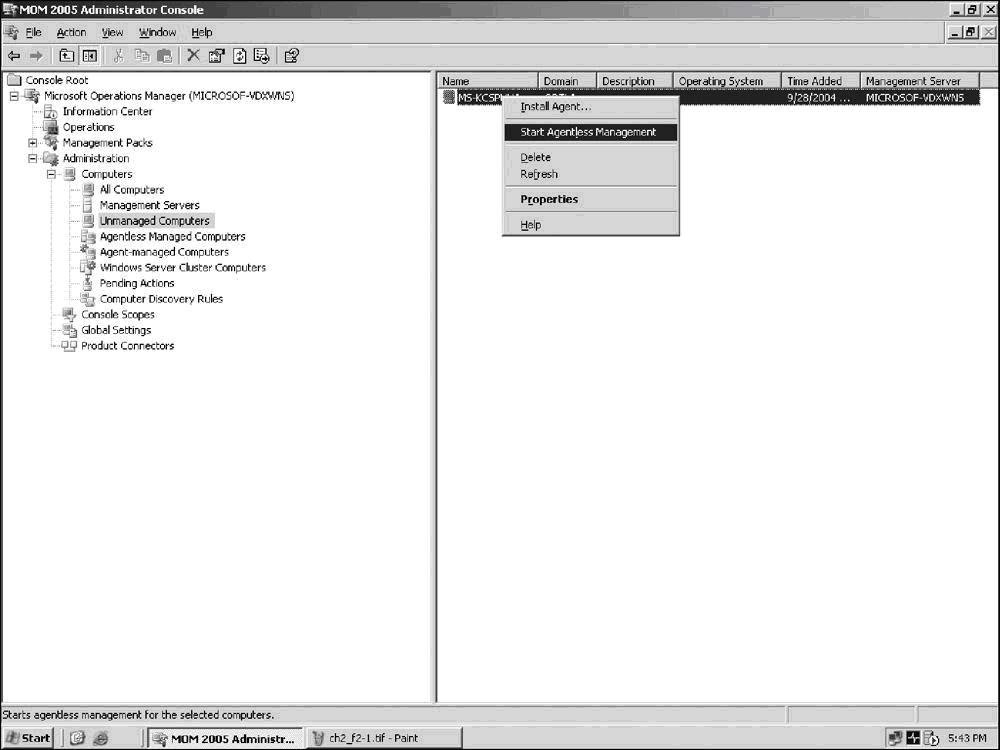 MOM 2005 Administrator Console
File Action View Window Help
Console Root
Microsoft Operations Manager (MICROSOF-VDXWNS)
Information Center
Operations
Management Packs
Administration
Computers
All Computers
Management Servers
Unmanaged Computers
Agentless Managed Computers
Agent-managed Computers
Windows Server Cluster Computers
Pending Actions
Computer Discovery Rules
Console Scopes
Global Settings
Product Connectors
Name Domain Description Operating System Time Added Management Server
9/28/2004 ... MICROSOF-VDXWNS
Install Agent...
Start Agentless Management
Delete
Refresh
Properties
Help
Starts agentless management for the selected computers.
Start MOM 2005 Administr... ch2_f2-1.tif - Paint 5:43 PM